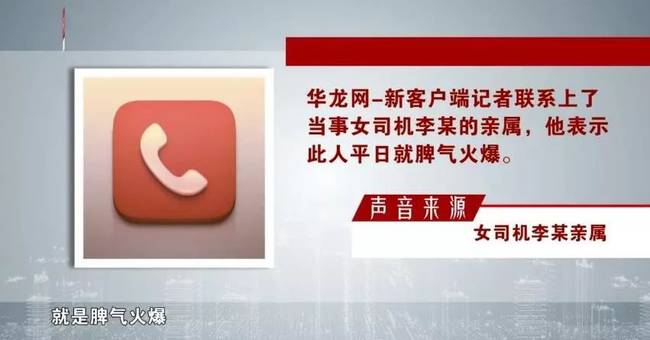 华龙网-新客户端记者联系上了
当事女司机李某的亲属，他表示
此人平日就脾气火爆。
声音来源
女司机李某亲属
就是脾气火爆